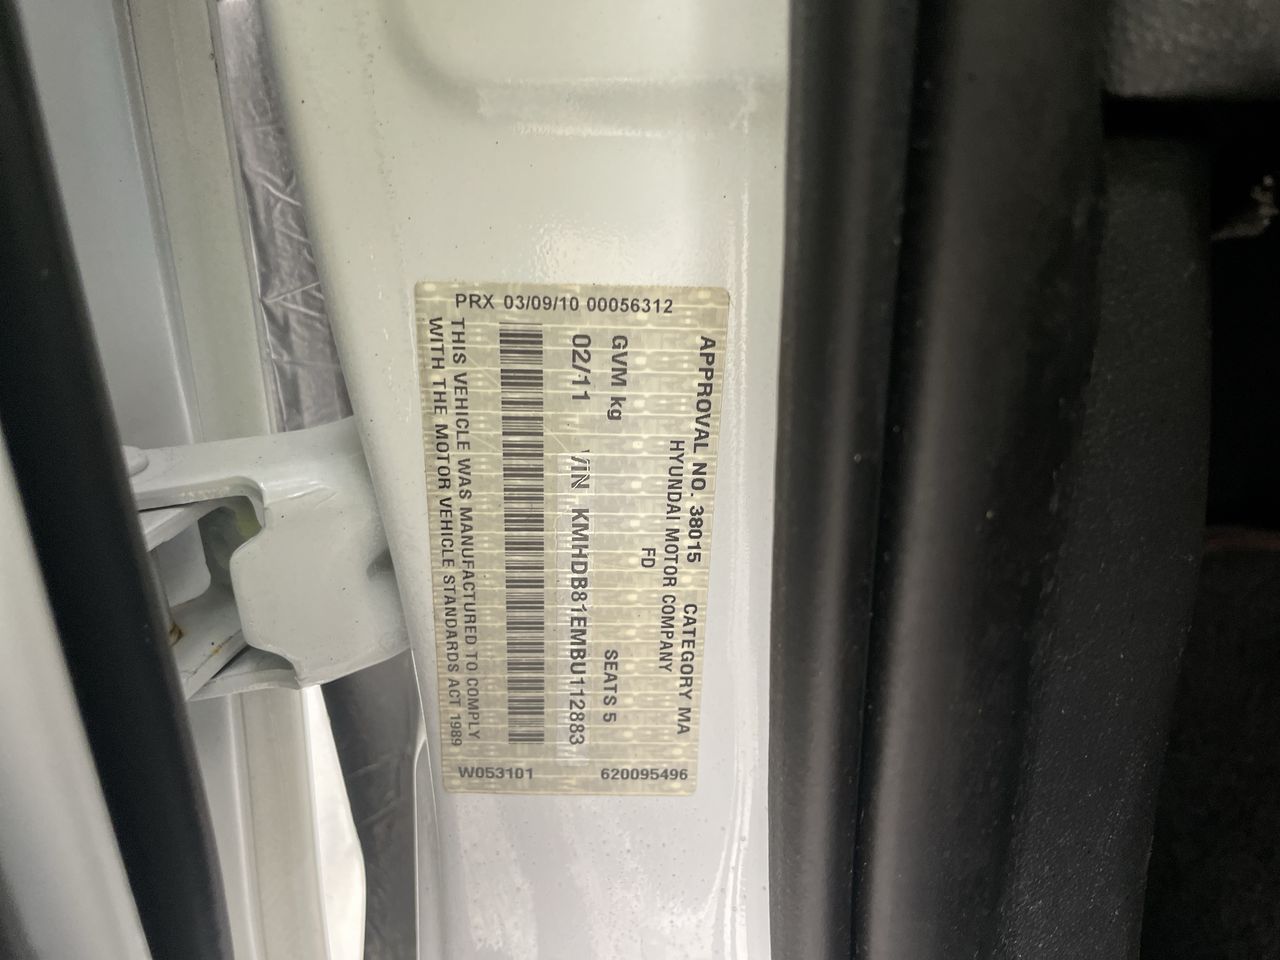 PRX 03/09/10 00056312
APPROVAL NO. 38015 CATEGORY MA
HYUNDAI MOTOR COMPANY
FD
GVM kg SEATS 5
02/11 VIN KMHDB81EMBU112883
THIS VEHICLE WAS MANUFACTURED TO COMPLY
WITH THE MOTOR VEHICLE STANDARDS ACT 1989
W053101 620095496